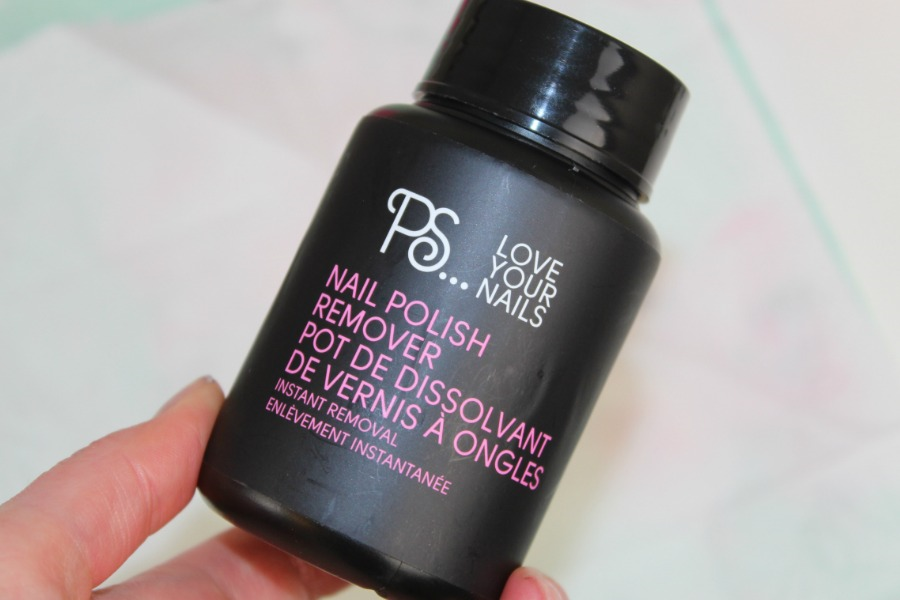 PS...
LOVE
YOUR
NAILS
NAIL POLISH
REMOVER
POT DE DISSOLVANT
DE VERNIS À ONGLES
INSTANT REMOVAL
ENLÈVEMENT INSTANTANÉE